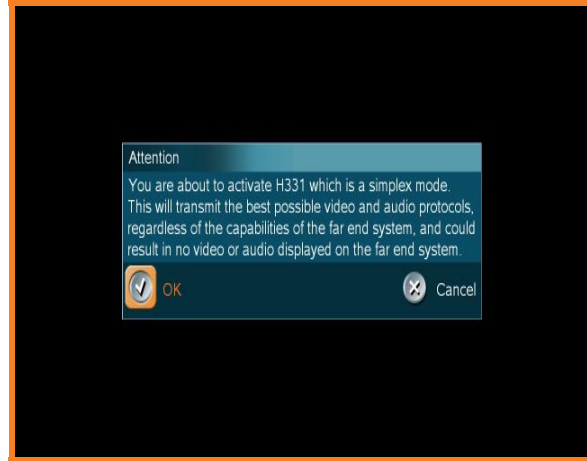 Attention
You are about to activate H331 which is a simplex mode.
This will transmit the best possible video and audio protocols,
regardless of the capabilities of the far end system, and could
result in no video or audio displayed on the far end system.
OK
Cancel